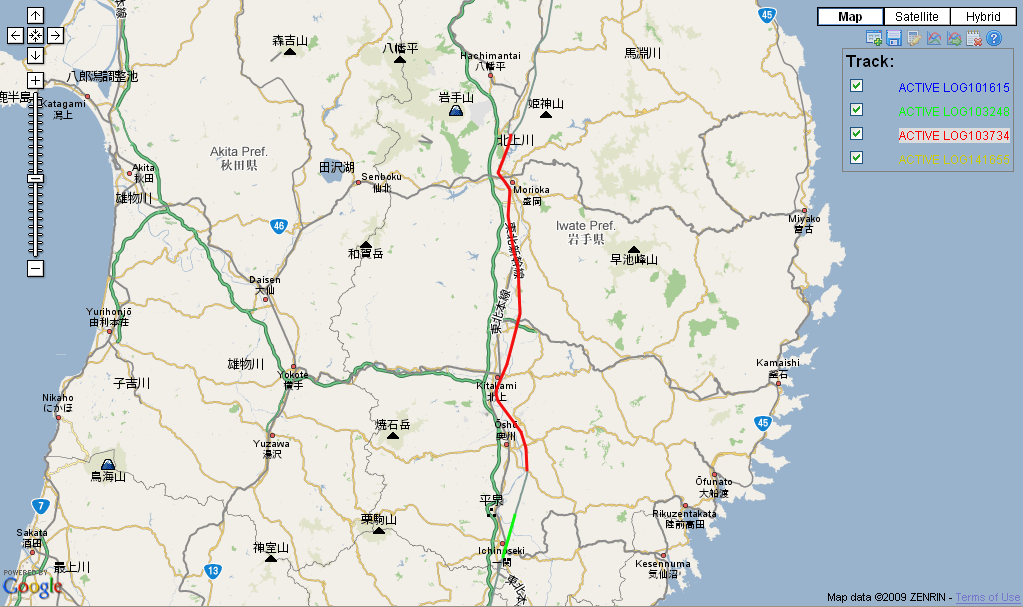 Map
Satellite
Hybrid
Track:
ACTIVE LOG101615
ACTIVE LOG103248
ACTIVE LOG103734
45
森吉山
八幡平
Hachimantai
八幡平
馬淵川
八郎潟調整池
鹿半島
Katagami
潟上
岩手山
姫神山
北上川
Akita Pref.
秋田県
Akita
秋田
雄物川
田沢湖
Senboku
仙北
Morioka
盛岡
46
和賀岳
東北新幹線
Iwate Pref.
岩手県
早池峰山
Miyako
宮古
Daisen
大仙
Yurihonjō
由利本荘
東北本線
雄物川
Yokote
横手
子吉川
Kitakami
北上
Kamaishi
釜石
Nikaho
にかほ
焼石岳
Ōshū
奥州
45
Yuzawa
湯沢
鳥海山
Ōfunato
大船渡
7
平泉
栗駒山
Rikuzentakata
陸前高田
Sakata
酒田
神室山
Ichinoseki
一関
Kesennuma
気仙沼
最上川
13
東北本
POWERED BY
Google
Map data ©2009 ZENRIN - Terms of Use